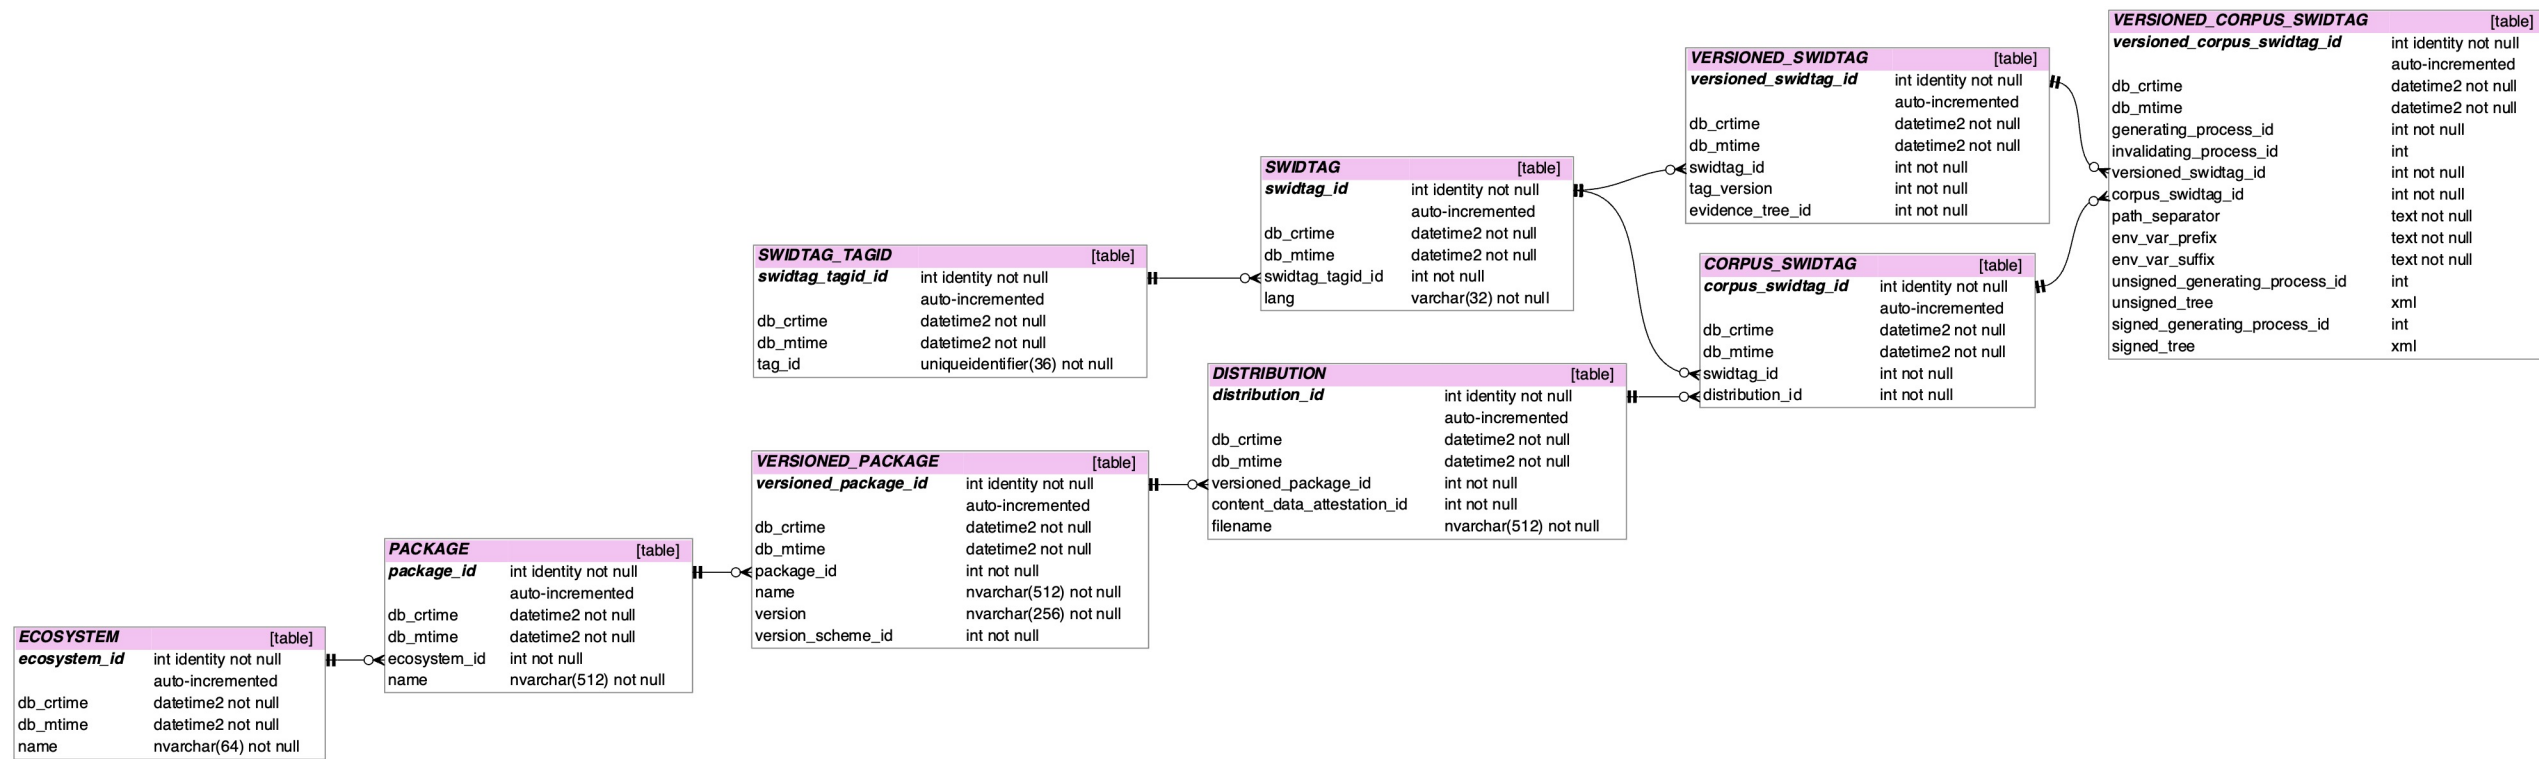 ECOSYSTEM [table]
ecosystem_id int identity not null
auto-incremented
db_crtime datetime2 not null
db_mtime datetime2 not null
name nvarchar(64) not null
PACKAGE [table]
package_id int identity not null
auto-incremented
db_crtime datetime2 not null
db_mtime datetime2 not null
ecosystem_id int not null
name nvarchar(512) not null
SWIDTAG_TAGID [table]
swidtag_tagid_id int identity not null
auto-incremented
db_crtime datetime2 not null
db_mtime datetime2 not null
tag_id uniqueidentifier(36) not null
VERSIONED_PACKAGE [table]
versioned_package_id int identity not null
auto-incremented
db_crtime datetime2 not null
db_mtime datetime2 not null
package_id int not null
name nvarchar(512) not null
version nvarchar(256) not null
version_scheme_id int not null
SWIDTAG [table]
swidtag_id int identity not null
auto-incremented
db_crtime datetime2 not null
db_mtime datetime2 not null
swidtag_tagid_id int not null
lang varchar(32) not null
DISTRIBUTION [table]
distribution_id int identity not null
auto-incremented
db_crtime datetime2 not null
db_mtime datetime2 not null
versioned_package_id int not null
content_data_attestation_id int not null
filename nvarchar(512) not null
VERSIONED_SWIDTAG [table]
versioned_swidtag_id int identity not null
auto-incremented
db_crtime datetime2 not null
db_mtime datetime2 not null
swidtag_id int not null
tag_version int not null
evidence_tree_id int not null
CORPUS_SWIDTAG [table]
corpus_swidtag_id int identity not null
auto-incremented
db_crtime datetime2 not null
db_mtime datetime2 not null
swidtag_id int not null
distribution_id int not null
VERSIONED_CORPUS_SWIDTAG [table]
versioned_corpus_swidtag_id int identity not null
auto-incremented
db_crtime datetime2 not null
db_mtime datetime2 not null
generating_process_id int not null
invalidating_process_id int
versioned_swidtag_id int not null
corpus_swidtag_id int not null
path_separator text not null
env_var_prefix text not null
env_var_suffix text not null
unsigned_generating_process_id int
unsigned_tree xml
signed_generating_process_id int
signed_tree xml